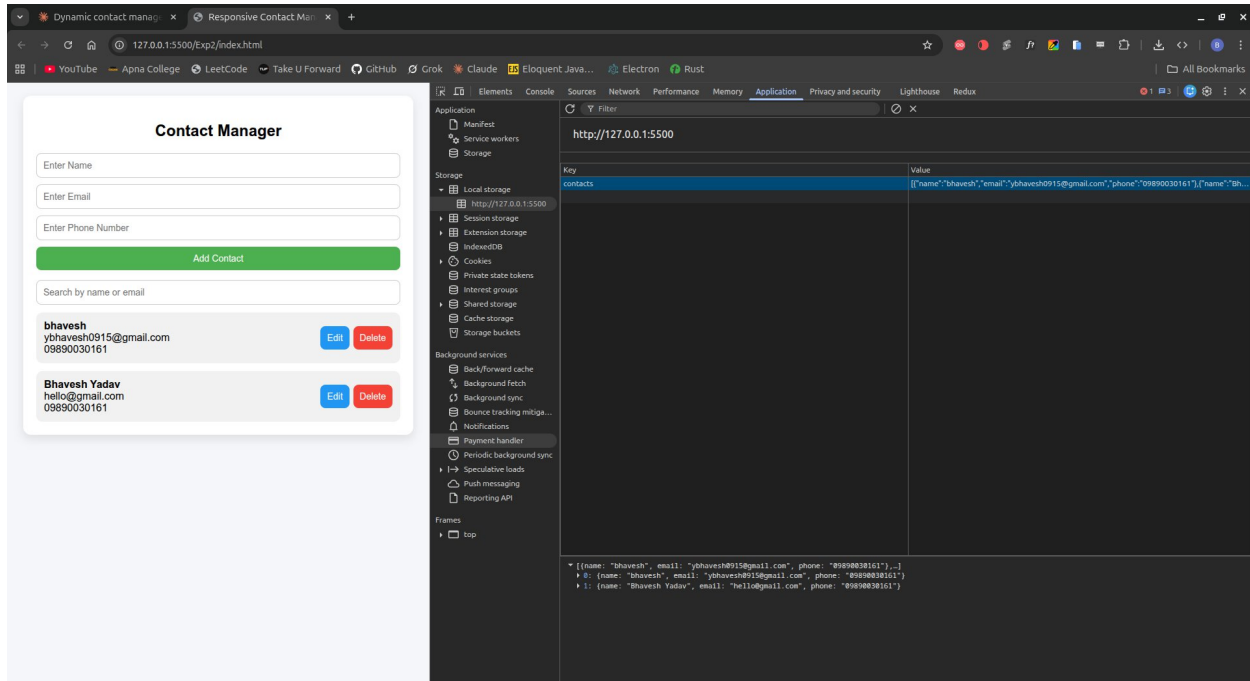 Dynamic contact manag
Responsive Contact Man
127.0.0.1:5500/Exp2/index.html
YouTube
Apna College
LeetCode
Take U Forward
GitHub
Grok
Claude
Eloquent Java...
Electron
Rust
All Bookmarks
Contact Manager
Enter Name
Enter Email
Enter Phone Number
Add Contact
Search by name or email
bhavesh
ybhavesh0915@gmail.com
09890030161
Edit Delete
Bhavesh Yadav
hello@gmail.com
09890030161
Edit Delete
Elements Console Sources Network Performance Memory Application Privacy and security Lighthouse Redux
1 3
Application
Manifest
Service workers
Storage
Storage
Local storage
http://127.0.0.1:5500
Session storage
Extension storage
IndexedDB
Cookies
Private state tokens
Interest groups
Shared storage
Cache storage
Storage buckets
Background services
Back/forward cache
Background fetch
Background sync
Bounce tracking mitiga...
Notifications
Payment handler
Periodic background sync
Speculative loads
Push messaging
Reporting API
Frames
top
Filter
http://127.0.0.1:5500
Key Value
contacts [{"name":"bhavesh","email":"ybhavesh0915@gmail.com","phone":"09890030161"},{"name":"Bh...
[{name: "bhavesh", email: "ybhavesh0915@gmail.com", phone: "09890030161"},…]
0: {name: "bhavesh", email: "ybhavesh0915@gmail.com", phone: "09890030161"}
1: {name: "Bhavesh Yadav", email: "hello@gmail.com", phone: "09890030161"}